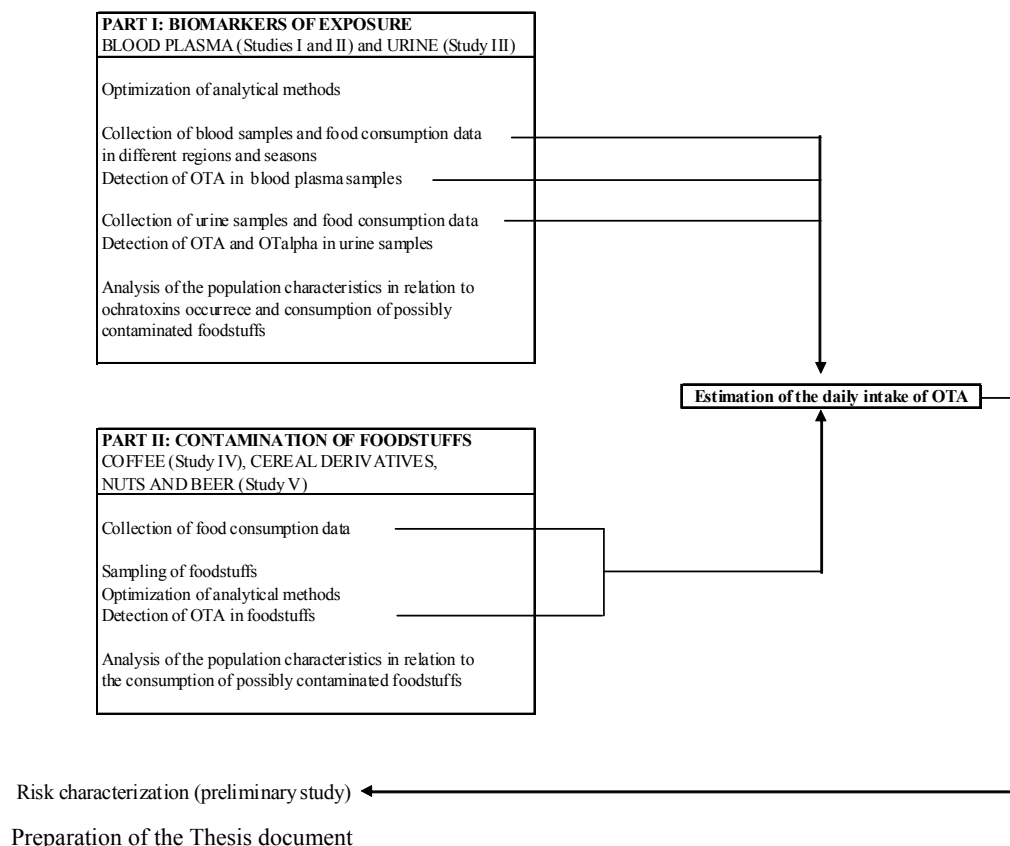 PART I: BIOMARKERS OF EXPOSURE
BLOOD PLASMA (Studies I and II) and URINE (Study III)
Optimization of analytical methods
Collection of blood samples and food consumption data
in different regions and seasons
Detection of OTA in blood plasma samples
Collection of urine samples and food consumption data
Detection of OTA and OTalpha in urine samples
Analysis of the population characteristics in relation to
ochratoxins occurrece and consumption of possibly
contaminated foodstuffs
Estimation of the daily intake of OTA
PART II: CONTAMINATION OF FOODSTUFFS
COFFEE (Study IV), CEREAL DERIVATIVES,
NUTS AND BEER (Study V)
Collection of food consumption data
Sampling of foodstuffs
Optimization of analytical methods
Detection of OTA in foodstuffs
Analysis of the population characteristics in relation to
the consumption of possibly contaminated foodstuffs
Risk characterization (preliminary study)
Preparation of the Thesis document